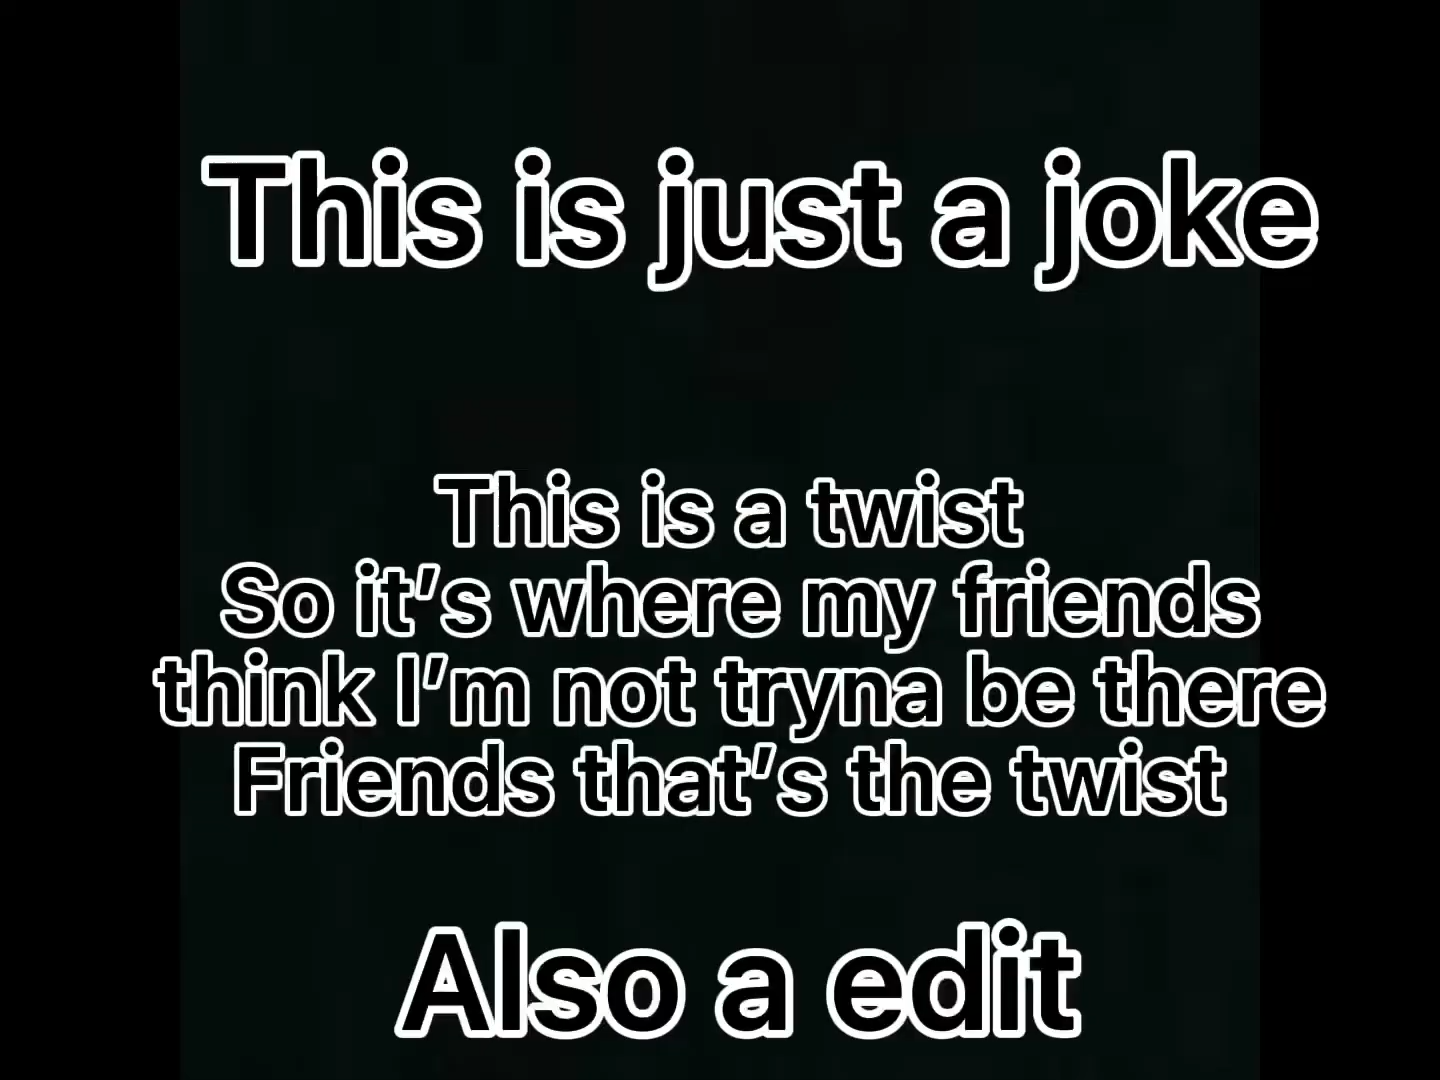 This is just a joke
This is a twist
So it's where my friends
think I'm not tryna be there
Friends that's the twist
Also a edit